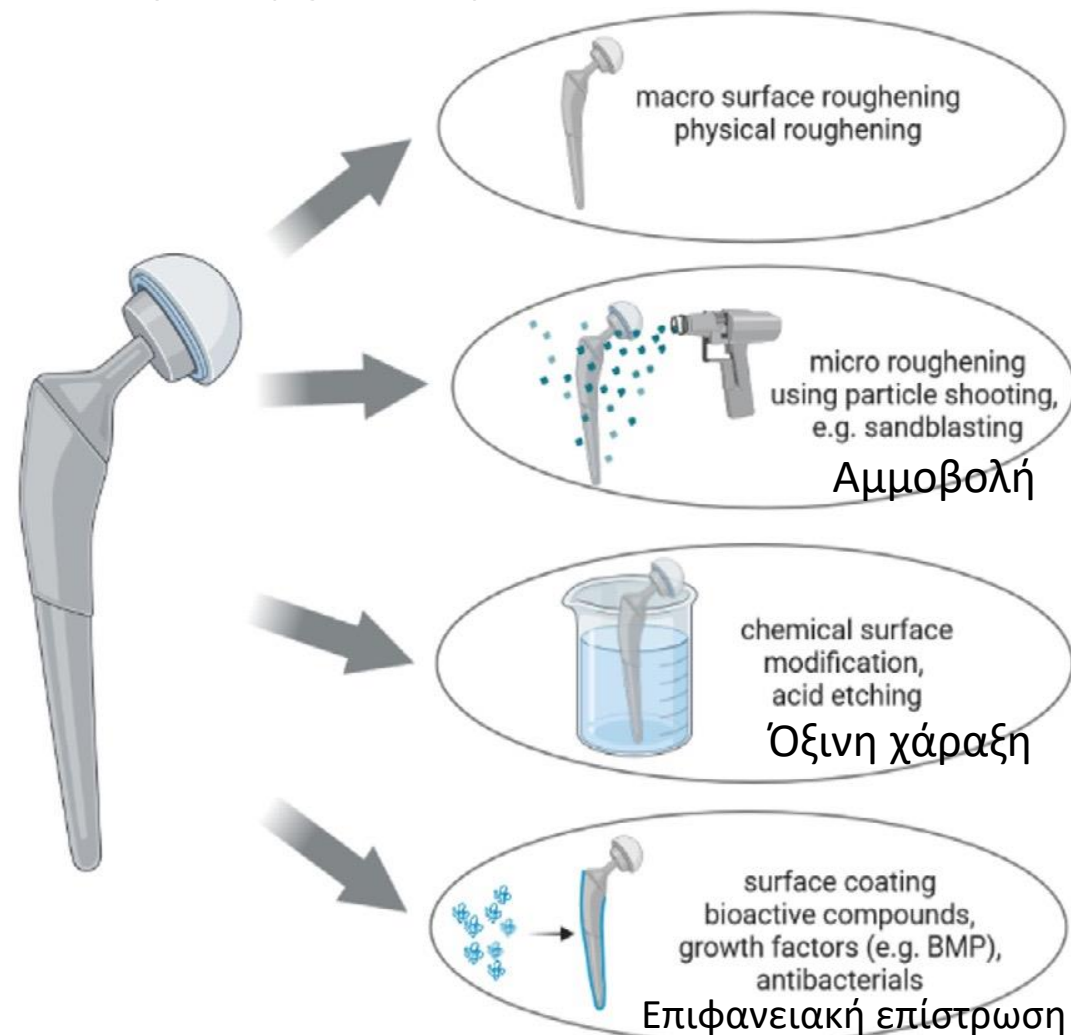 macro surface roughening
physical roughening
micro roughening
using particle shooting,
e.g. sandblasting
Αμμοβολή
chemical surface
modification,
acid etching
Όξινη χάραξη
surface coating
bioactive compounds,
growth factors (e.g. BMP),
antibacterials
Επιφανειακή επίστρωση